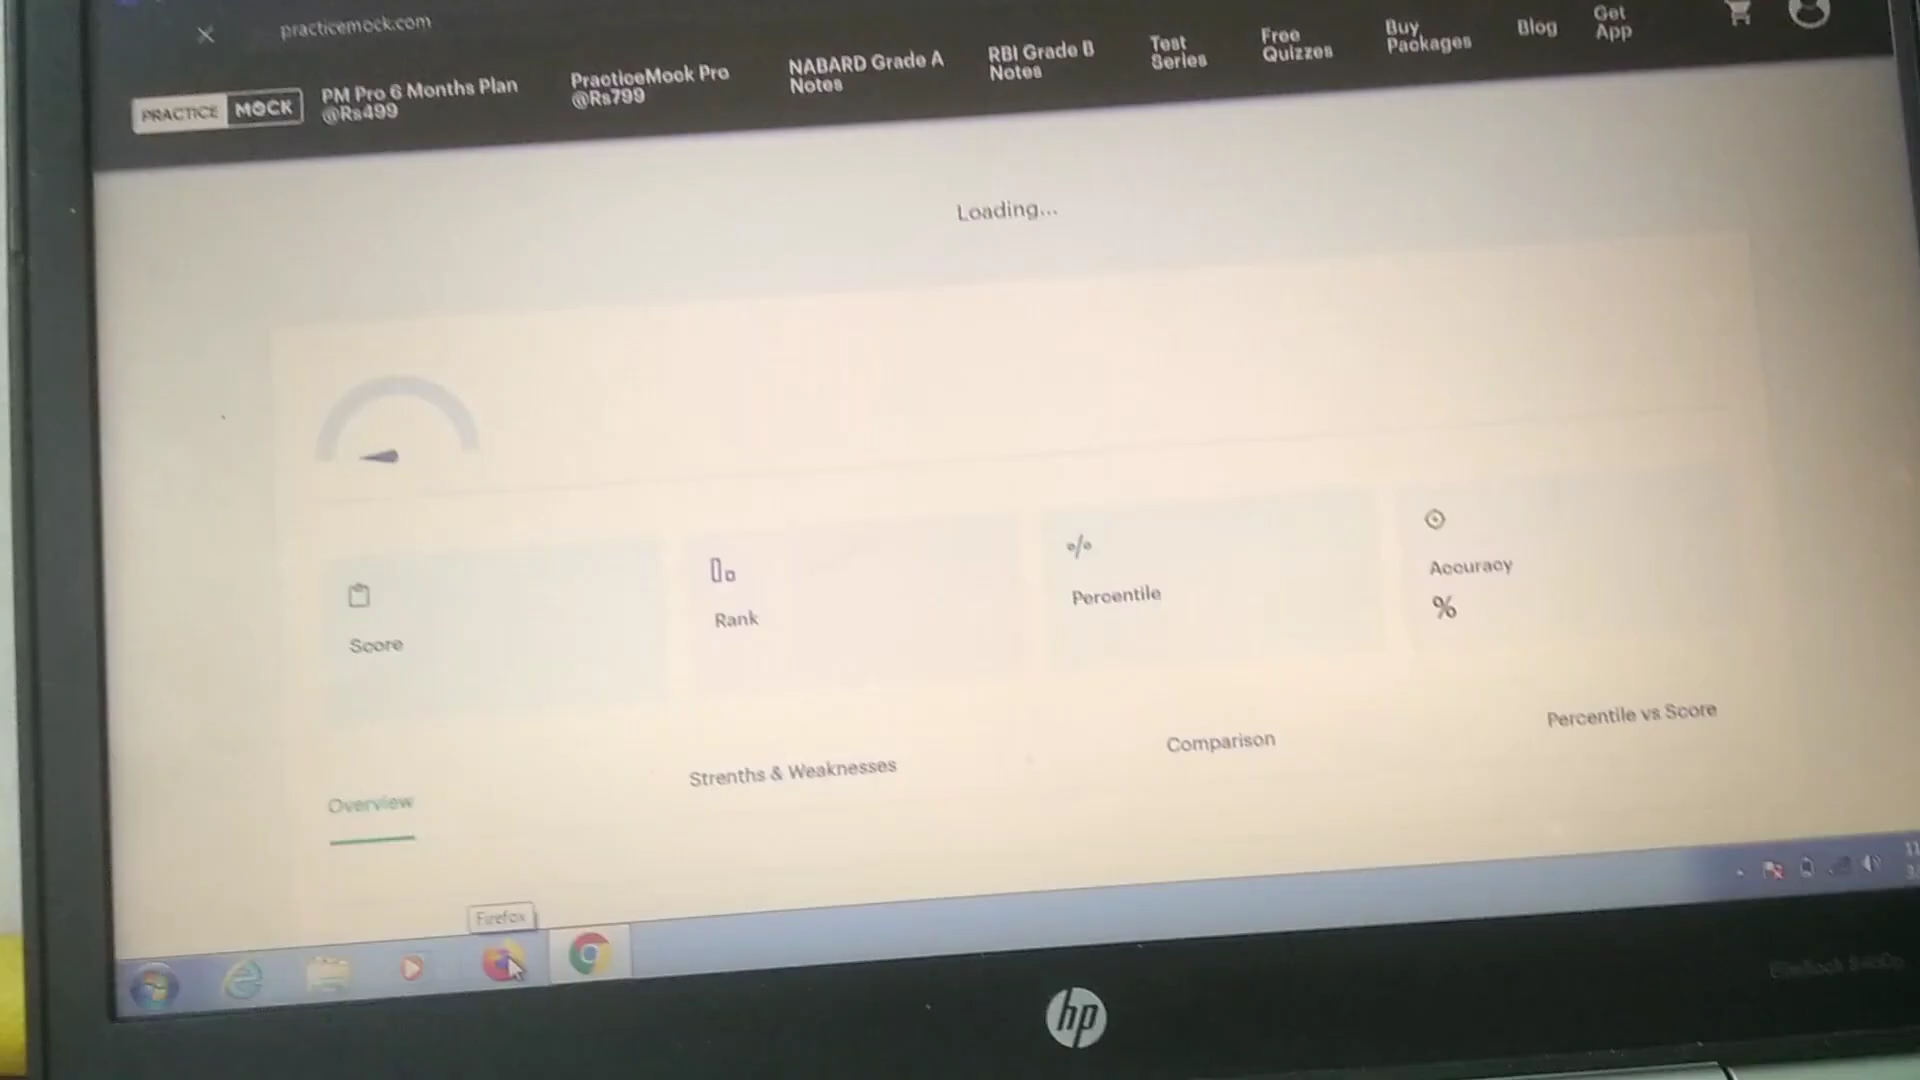 practicemock.com
PRACTICE MOCK
PM Pro 6 Months Plan
@Rs499
PracticeMock Pro
@Rs799
NABARD Grade A
Notes
RBI Grade B
Notes
Test
Series
Free
Quizzes
Buy
Packages
Blog
Get
App
Loading...
Score
Rank
Percentile
Accuracy
%
Overview
Strenths & Weaknesses
Comparison
Percentile vs Score
Firefox
hp